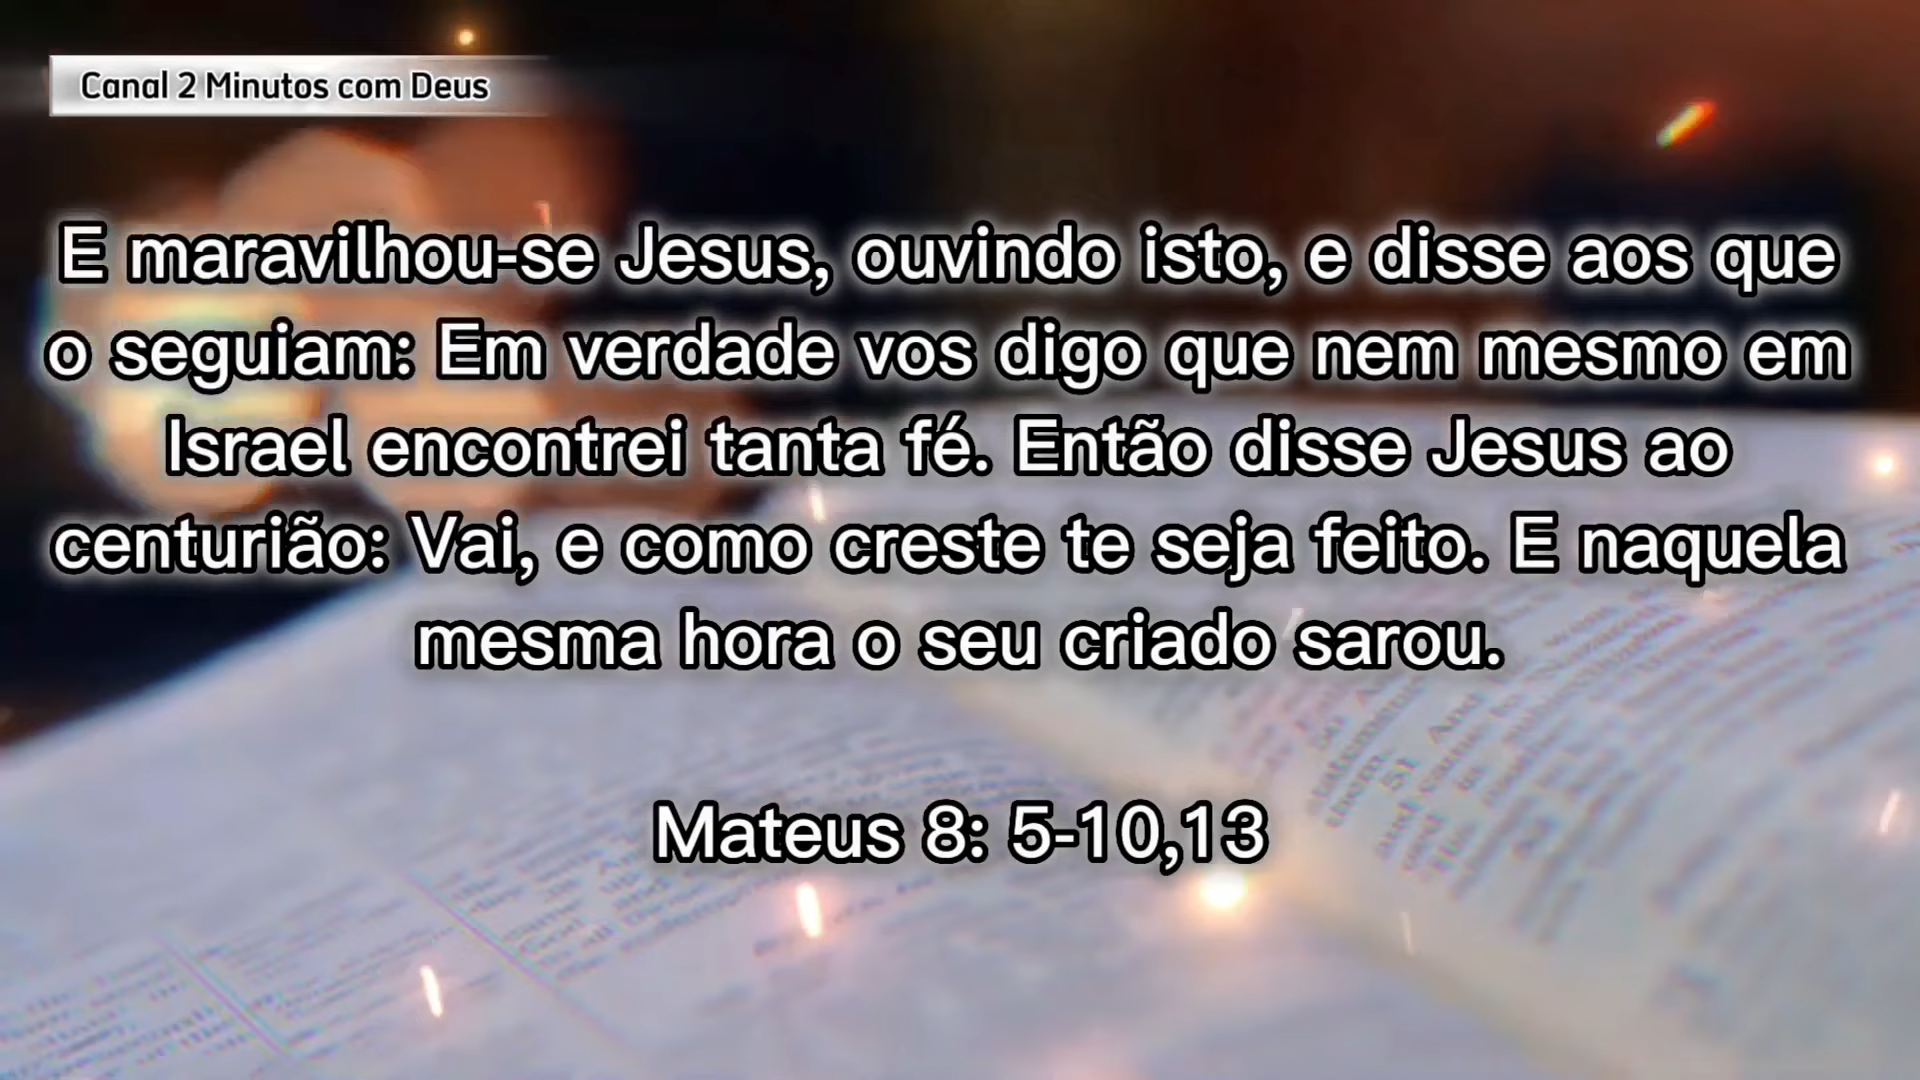 Canal 2 Minutos com Deus
E maravilhou-se Jesus, ouvindo isto, e disse aos que
o seguiam: Em verdade vos digo que nem mesmo em
Israel encontrei tanta fé. Então disse Jesus ao
centurião: Vai, e como creste te seja feito. E naquela
mesma hora o seu criado sarou.
Mateus 8: 5-10,13